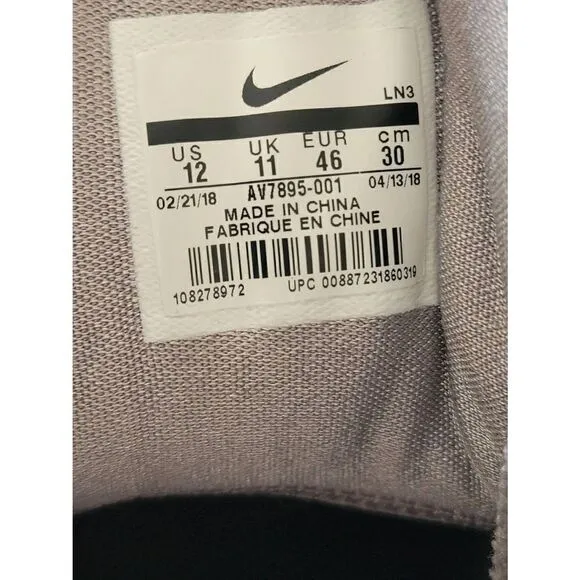 LN3
US UK EUR cm
12 11 46 30
02/21/18 AV7895-001 04/13/18
MADE IN CHINA
FABRIQUE EN CHINE
108278972 UPC 00887231860319